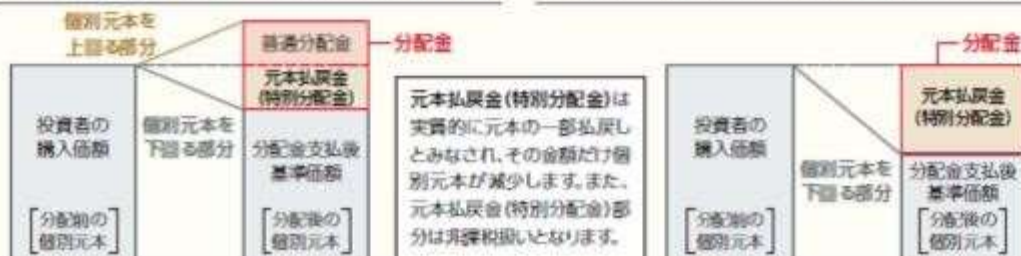 個別元本を
上回る部分
普通分配金
分配金
元本払戻金
(特別分配金)
投資者の
購入価額
個別元本を
下回る部分
分配金支払後
基準価額
[分配前の
個別元本]
[分配後の
個別元本]
元本払戻金(特別分配金)は
実質的に元本の一部払戻し
とみなされ、その金額だけ個
別元本が減少します。また、
元本払戻金(特別分配金)部
分は非課税扱いとなります。
分配金
元本払戻金
(特別分配金)
投資者の
購入価額
個別元本を
下回る部分
分配金支払後
基準価額
[分配前の
個別元本]
[分配後の
個別元本]